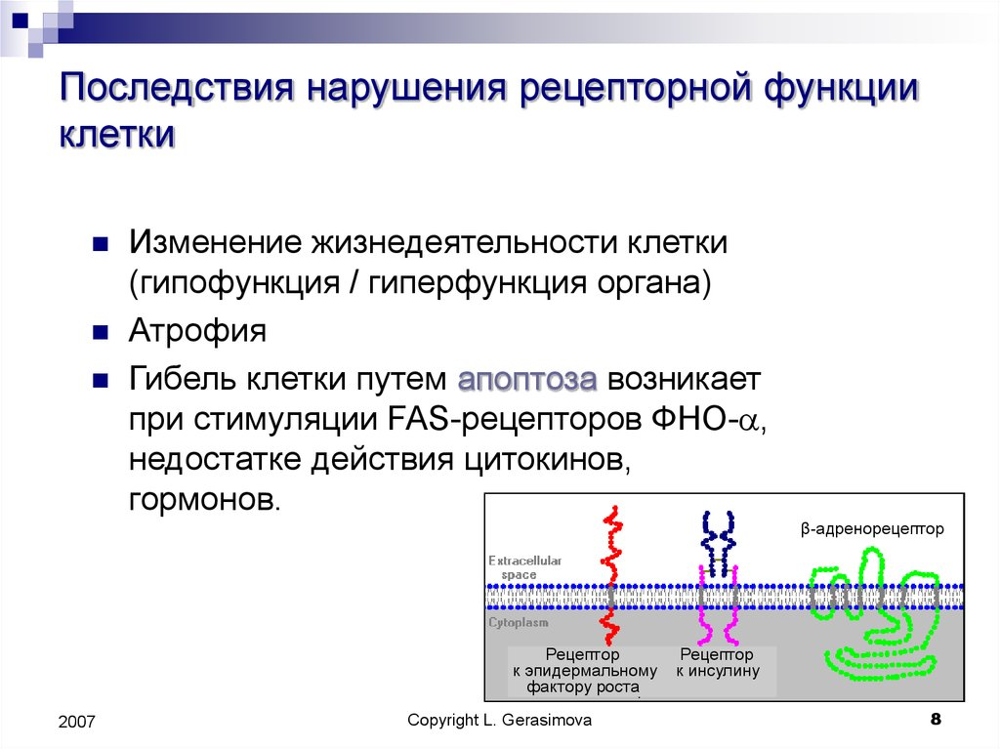 Последствия нарушения рецепторной функции
клетки
Изменение жизнедеятельности клетки
(гипофункция / гиперфункция органа)
Атрофия
Гибель клетки путем апоптоза возникает
при стимуляции FAS-рецепторов ФНО-α,
недостатке действия цитокинов,
гормонов.
β-адренорецептор
Extracellular
space
Cytoplasm
Рецептор
к эпидермальному
фактору роста
Рецептор
к инсулину
2007
Copyright L. Gerasimova
8